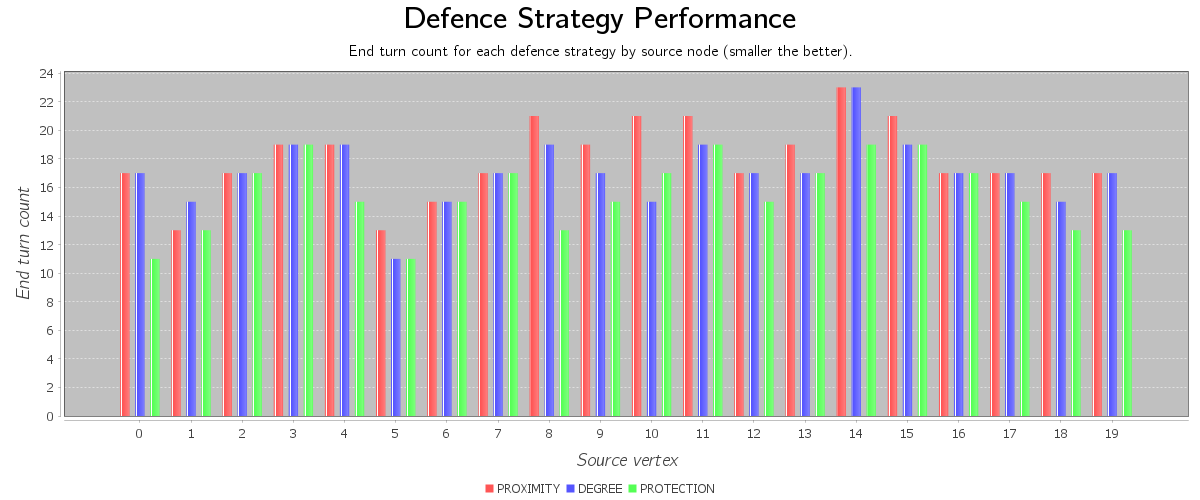 Defence Strategy Performance
End turn count for each defence strategy by source node (smaller the better).
24
22
20
18
16
14
12
10
8
6
4
2
0
End turn count
0 1 2 3 4 5 6 7 8 9 10 11 12 13 14 15 16 17 18 19
Source vertex
PROXIMITY DEGREE PROTECTION